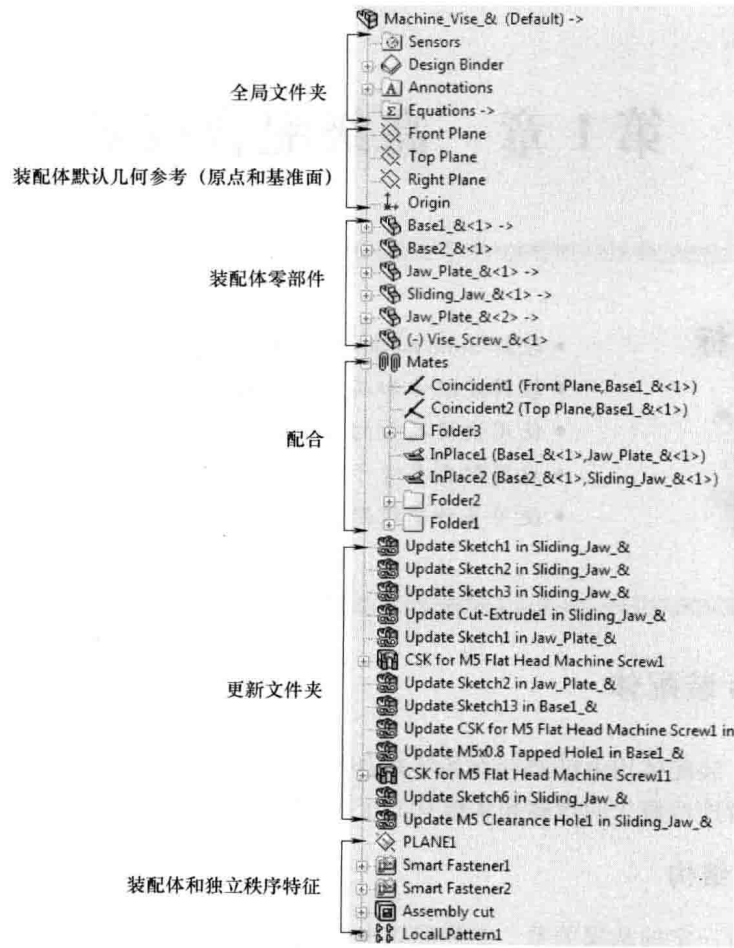 Machine_Vise_& (Default) ->
Sensors
Design Binder
Annotations
Equations ->
全局文件夹
Front Plane
Top Plane
Right Plane
Origin
装配体默认几何参考（原点和基准面）
Base1_&<1> ->
Base2_&<1>
Jaw_Plate_&<1> ->
Sliding_Jaw_&<1> ->
Jaw_Plate_&<2> ->
(-) Vise_Screw_&<1>
装配体零部件
Mates
Coincident1 (Front Plane,Base1_&<1>)
Coincident2 (Top Plane,Base1_&<1>)
Folder3
InPlace1 (Base1_&<1>,Jaw_Plate_&<1>)
InPlace2 (Base2_&<1>,Sliding_Jaw_&<1>)
Folder2
Folder1
配合
Update Sketch1 in Sliding_Jaw_&
Update Sketch2 in Sliding_Jaw_&
Update Sketch3 in Sliding_Jaw_&
Update Cut-Extrude1 in Sliding_Jaw_&
Update Sketch1 in Jaw_Plate_&
CSK for M5 Flat Head Machine Screw1
Update Sketch2 in Jaw_Plate_&
Update Sketch13 in Base1_&
Update CSK for M5 Flat Head Machine Screw1 in
Update M5x0.8 Tapped Hole1 in Base1_&
CSK for M5 Flat Head Machine Screw11
Update Sketch6 in Sliding_Jaw_&
Update M5 Clearance Hole1 in Sliding_Jaw_&
更新文件夹
PLANE1
Smart Fastener1
Smart Fastener2
Assembly cut
LocalLPattern1
装配体和独立秩序特征